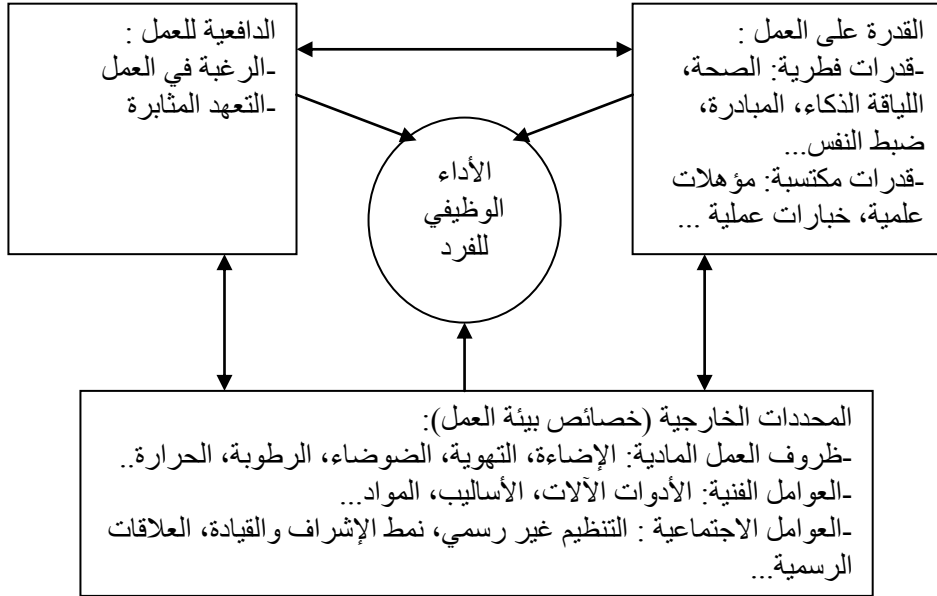 القدرة على العمل :
-قدرات فطرية: الصحة،
اللياقة الذكاء، المبادرة،
ضبط النفس...
-قدرات مكتسبة: مؤهلات
علمية، خبارات عملية ...
الدافعية للعمل :
-الرغبة في العمل
-التعهد المثابرة
الأداء
الوظيفي
للفرد
المحددات الخارجية (خصائص بيئة العمل):
-ظروف العمل المادية: الإضاءة، التهوية، الضوضاء، الرطوبة، الحرارة..
-العوامل الفنية: الأدوات الآلات، الأساليب، المواد...
-العوامل الاجتماعية : التنظيم غير رسمي، نمط الإشراف والقيادة، العلاقات
الرسمية...